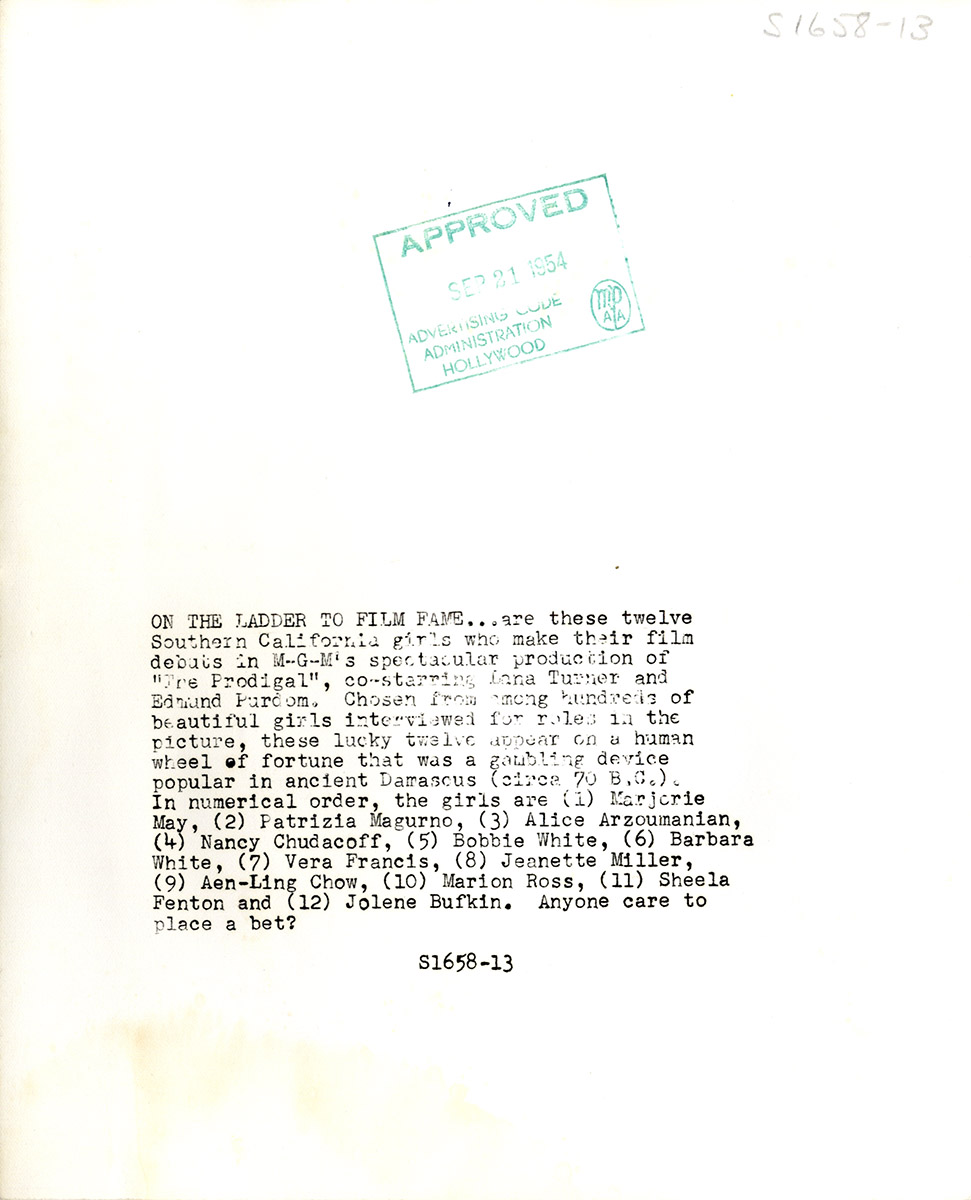 S1658-13
APPROVED
SEP 21 1954
ADVERTISING CODE
ADMINISTRATION
HOLLYWOOD
MPAA
ON THE LADDER TO FILM FAME...are these twelve
Southern California girls who make their film
debuts in M-G-M's spectacular production of
"The Prodigal", co-starring Lana Turner and
Edmund Purdom. Chosen from among hundreds of
beautiful girls interviewed for roles in the
picture, these lucky twelve appear on a human
wheel of fortune that was a gambling device
popular in ancient Damascus (circa 70 B.C.).
In numerical order, the girls are (1) Marjorie
May, (2) Patrizia Magurno, (3) Alice Arzoumanian,
(4) Nancy Chudacoff, (5) Bobbie White, (6) Barbara
White, (7) Vera Francis, (8) Jeanette Miller,
(9) Aen-Ling Chow, (10) Marion Ross, (11) Sheela
Fenton and (12) Jolene Bufkin. Anyone care to
place a bet?
S1658-13